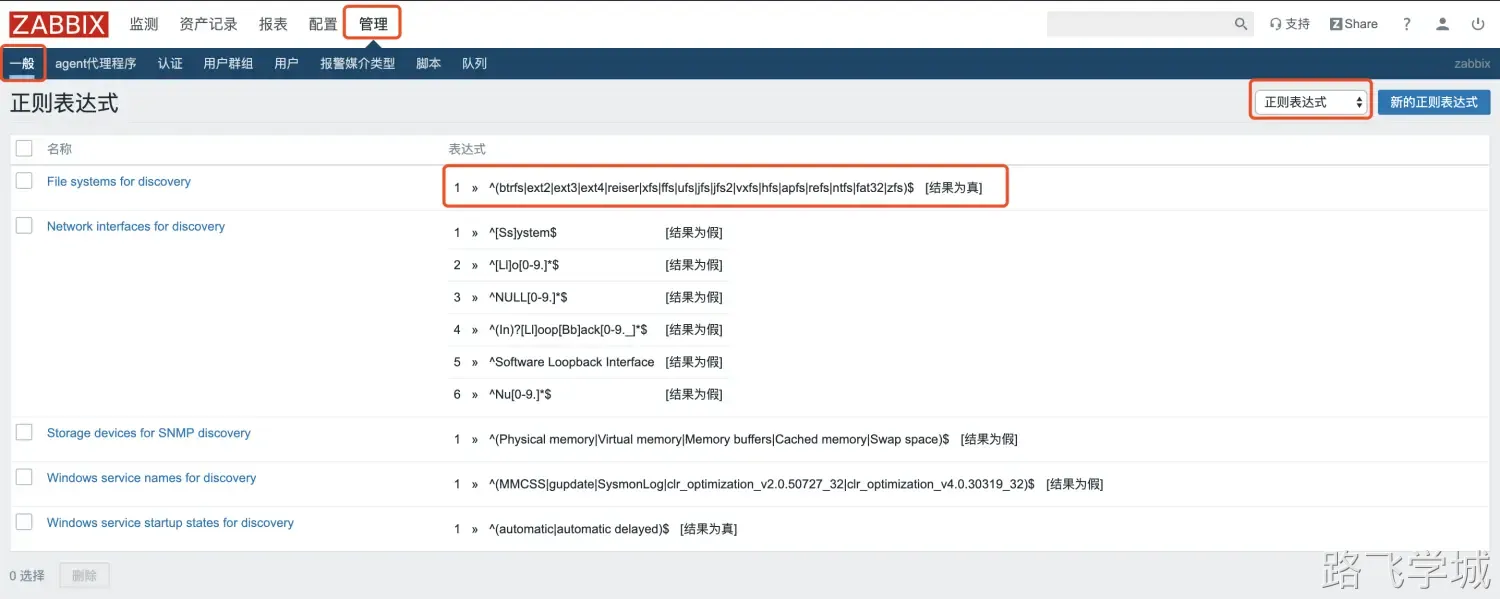 ZABBIX 监测 资产记录 报表 配置 管理 支持 Z Share ?
一般 agent代理程序 认证 用户群组 用户 报警媒介类型 脚本 队列 zabbix
正则表达式 正则表达式 新的正则表达式
名称 表达式
File systems for discovery 1 » ^(btrfs|ext2|ext3|ext4|reiser|xfs|ffs|ufs|jfs|jfs2|vxfs|hfs|apfs|refs|ntfs|fat32|zfs)$ [结果为真]
Network interfaces for discovery 1 » ^[Ss]ystem$ [结果为假]
2 » ^[Ll]o[0-9.]*$ [结果为假]
3 » ^NULL[0-9.]*$ [结果为假]
4 » ^(In)?[Ll]oop[Bb]ack[0-9._]*$ [结果为假]
5 » ^Software Loopback Interface [结果为假]
6 » ^Nu[0-9.]*$ [结果为假]
Storage devices for SNMP discovery 1 » ^(Physical memory|Virtual memory|Memory buffers|Cached memory|Swap space)$ [结果为假]
Windows service names for discovery 1 » ^(MMCSS|gupdate|SysmonLog|clr_optimization_v2.0.50727_32|clr_optimization_v4.0.30319_32)$ [结果为假]
Windows service startup states for discovery 1 » ^(automatic|automatic delayed)$ [结果为真]
0 选择 删除
路飞学城